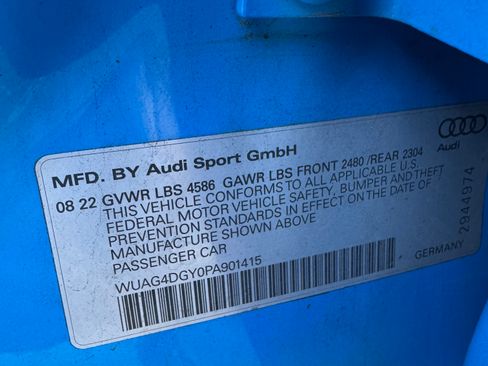 MFD. BY Audi Sport GmbH
08 22 GVWR LBS 4586 GAWR LBS FRONT 2480 /REAR 2304
THIS VEHICLE CONFORMS TO ALL APPLICABLE U.S.
FEDERAL MOTOR VEHICLE SAFETY, BUMPER AND THEFT
PREVENTION STANDARDS IN EFFECT ON THE DATE OF
MANUFACTURE SHOWN ABOVE
PASSENGER CAR
WUAG4DGY0PA901415
GERMANY
2944974